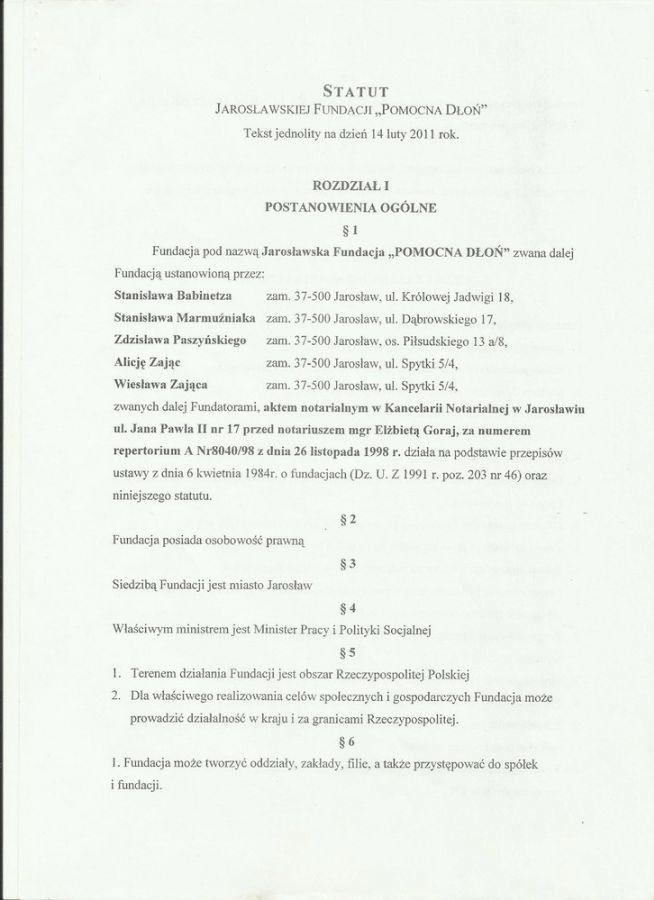 STATUT
JAROSŁAWSKIEJ FUNDACJI „POMOCNA DŁOŃ”
Tekst jednolity na dzień 14 luty 2011 rok.
ROZDZIAŁ I
POSTANOWIENIA OGÓLNE
§ 1
Fundacja pod nazwą Jarosławska Fundacja „POMOCNA DŁOŃ” zwana dalej
Fundacją ustanowioną przez:
Stanisława Babinetza zam. 37-500 Jarosław, ul. Królowej Jadwigi 18,
Stanisława Marmuźniaka zam. 37-500 Jarosław, ul. Dąbrowskiego 17,
Zdzisława Paszyńskiego zam. 37-500 Jarosław, os. Piłsudskiego 13 a/8,
Alicję Zając zam. 37-500 Jarosław, ul. Spytki 5/4,
Wiesława Zająca zam. 37-500 Jarosław, ul. Spytki 5/4,
zwanych dalej Fundatorami, aktem notarialnym w Kancelarii Notarialnej w Jarosławiu
ul. Jana Pawła II nr 17 przed notariuszem mgr Elżbietą Goraj, za numerem
repertorium A Nr8040/98 z dnia 26 listopada 1998 r. działa na podstawie przepisów
ustawy z dnia 6 kwietnia 1984r. o fundacjach (Dz. U. Z 1991 r. poz. 203 nr 46) oraz
niniejszego statutu.
§ 2
Fundacja posiada osobowość prawną
§ 3
Siedzibą Fundacji jest miasto Jarosław
§ 4
Właściwym ministrem jest Minister Pracy i Polityki Socjalnej
§ 5
1. Terenem działania Fundacji jest obszar Rzeczypospolitej Polskiej
2. Dla właściwego realizowania celów społecznych i gospodarczych Fundacja może
prowadzić działalność w kraju i za granicami Rzeczypospolitej.
§ 6
1. Fundacja może tworzyć oddziały, zakłady, filie, a także przystępować do spółek
i fundacji.